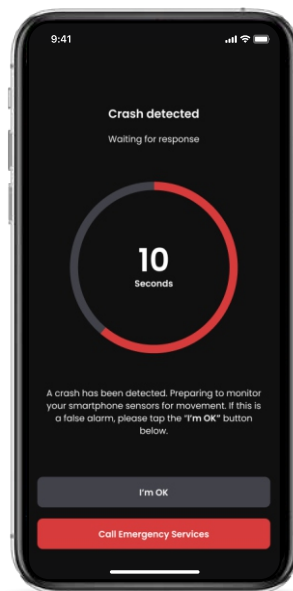 9:41
Crash detected
Waiting for response
10
Seconds
A crash has been detected. Preparing to monitor
your smartphone sensors for movement. If this is
a false alarm, please tap the "I'm OK" button
below.
I'm OK
Call Emergency Services